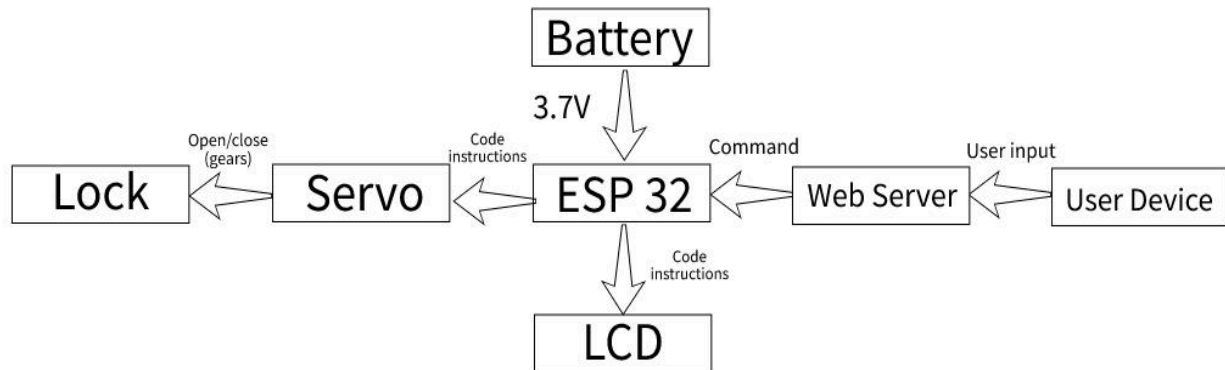 Battery
3.7V
Open/close
(gears)
Code
instructions
Command
User input
Lock
Servo
ESP 32
Web Server
User Device
Code
instructions
LCD